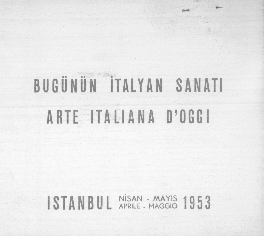 BUGÜNÜN İTALYAN SANATI
ARTE ITALIANA D'OGGI
ISTANBUL NİSAN - MAYIS 1953
APRILE - MAGGIO